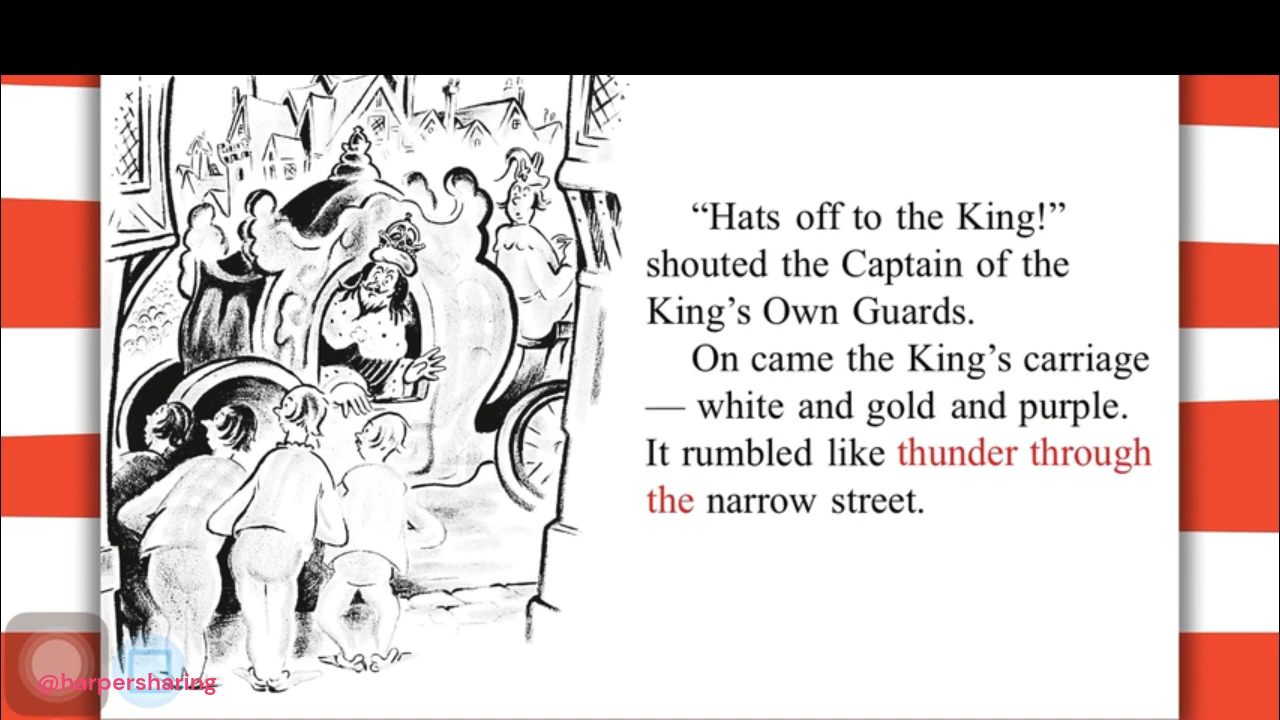 “Hats off to the King!”
shouted the Captain of the
King’s Own Guards.
On came the King’s carriage
— white and gold and purple.
It rumbled like thunder through
the narrow street.
@harpersharing